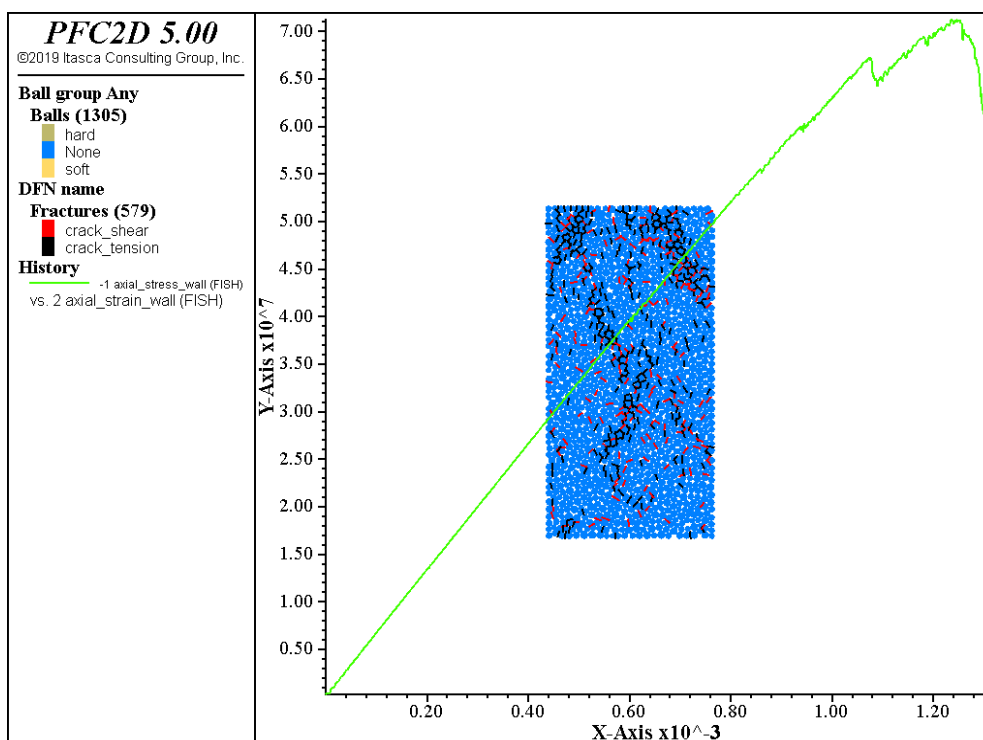 PFC2D 5.00
©2019 Itasca Consulting Group, Inc.
Ball group Any
Balls (1305)
hard
None
soft
DFN name
Fractures (579)
crack_shear
crack_tension
History
-1 axial_stress_wall (FISH)
vs. 2 axial_strain_wall (FISH)
Y-Axis x10^7
7.00
6.50
6.00
5.50
5.00
4.50
4.00
3.50
3.00
2.50
2.00
1.50
1.00
0.50
0.20
0.40
0.60
0.80
1.00
1.20
X-Axis x10^-3